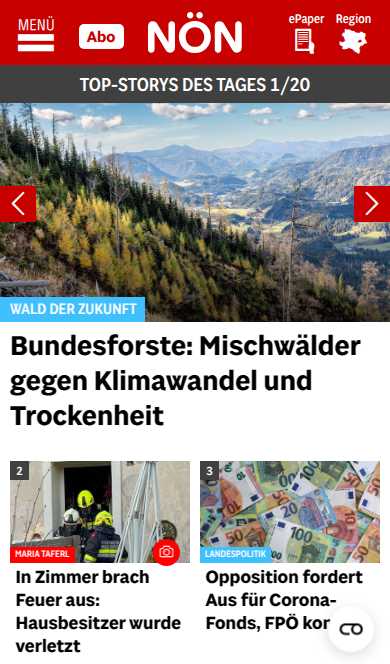 MENÜ
Abo
NÖN
ePaper
Region
TOP-STORYS DES TAGES 1/20
WALD DER ZUKUNFT
Bundesforste: Mischwälder
gegen Klimawandel und
Trockenheit
2
MARIA TAFERL
In Zimmer brach
Feuer aus:
Hausbesitzer wurde
verletzt
3
LANDESPOLITIK
Opposition fordert
Aus für Corona-
Fonds, FPÖ